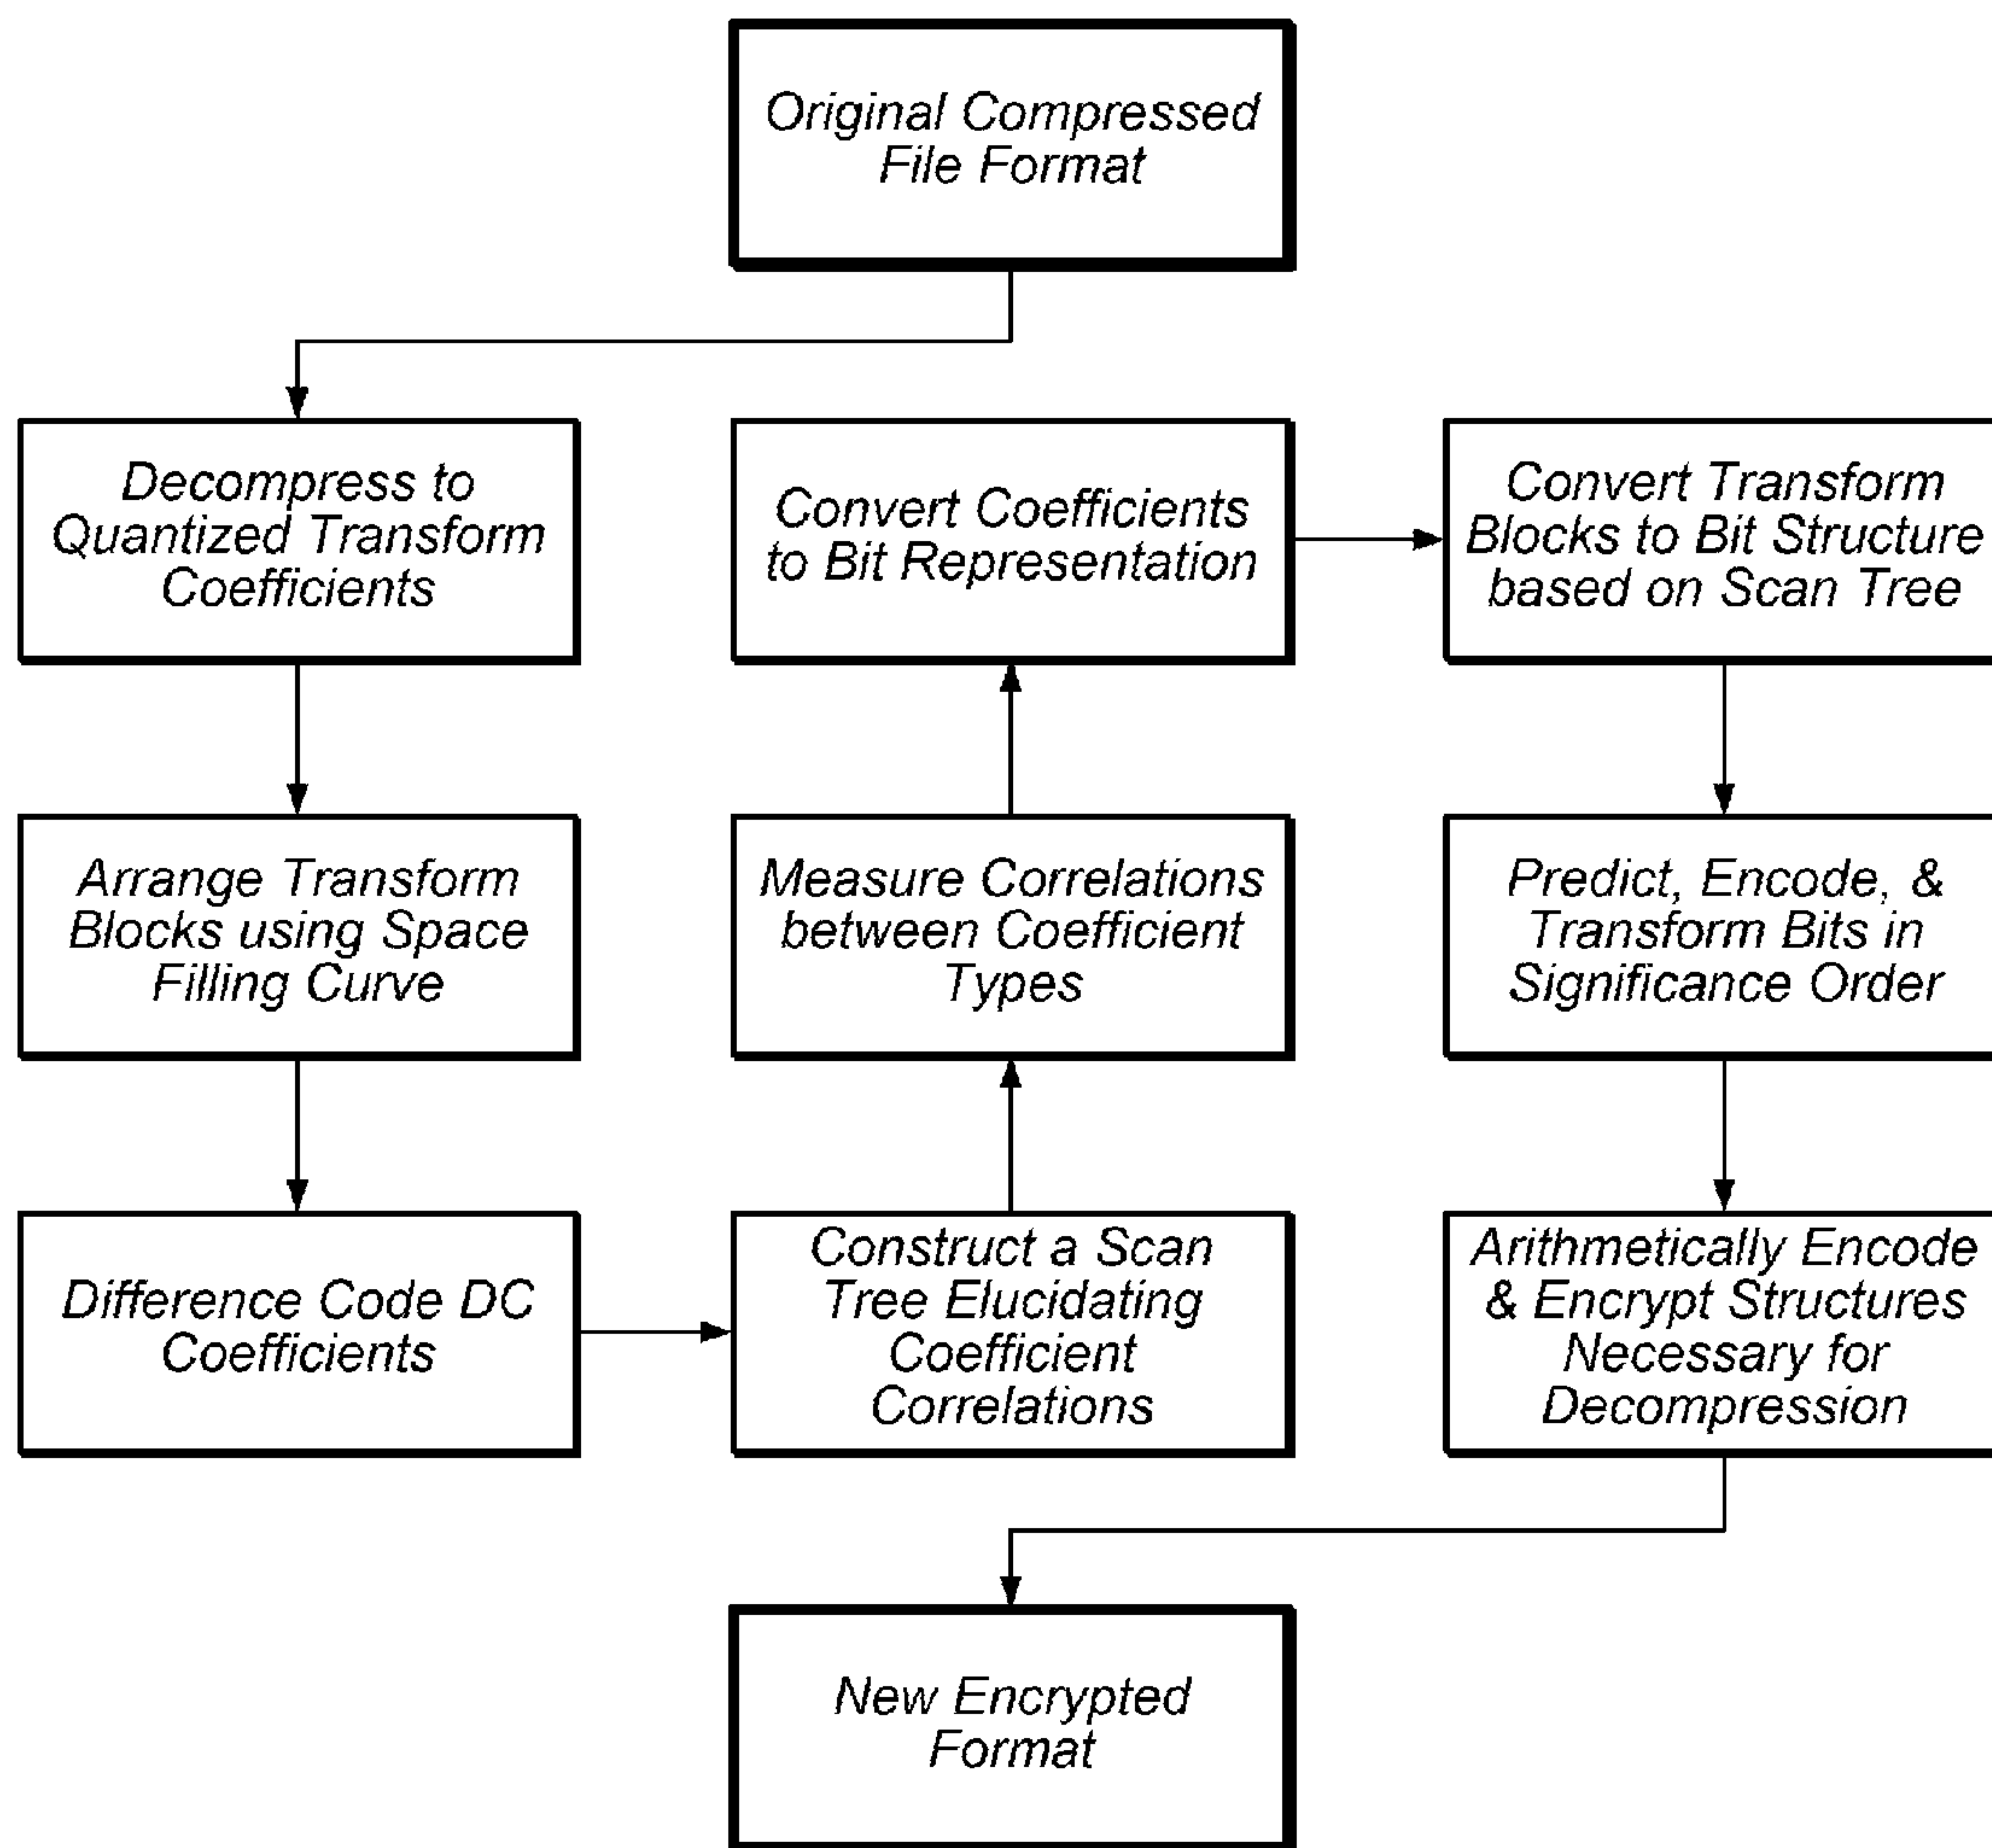 Original Compressed
File Format
Decompress to
Quantized Transform
Coefficients
Arrange Transform
Blocks using Space
Filling Curve
Difference Code DC
Coefficients
Construct a Scan
Tree Elucidating
Coefficient
Correlations
Measure Correlations
between Coefficient
Types
Convert Coefficients
to Bit Representation
Convert Transform
Blocks to Bit Structure
based on Scan Tree
Predict, Encode, &
Transform Bits in
Significance Order
Arithmetically Encode
& Encrypt Structures
Necessary for
Decompression
New Encrypted
Format